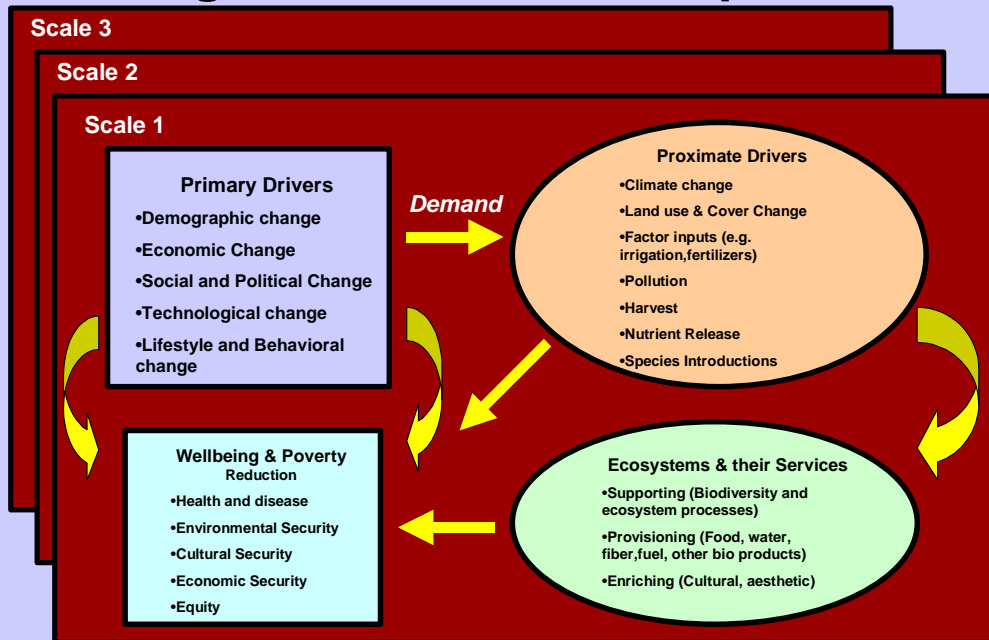 Scale 3
Scale 2
Scale 1
Primary Drivers
•Demographic change
•Economic Change
•Social and Political Change
•Technological change
•Lifestyle and Behavioral
change
Demand
Proximate Drivers
•Climate change
•Land use & Cover Change
•Factor inputs (e.g.
irrigation,fertilizers)
•Pollution
•Harvest
•Nutrient Release
•Species Introductions
Wellbeing & Poverty
Reduction
•Health and disease
•Environmental Security
•Cultural Security
•Economic Security
•Equity
Ecosystems & their Services
•Supporting (Biodiversity and
ecosystem processes)
•Provisioning (Food, water,
fiber,fuel, other bio products)
•Enriching (Cultural, aesthetic)